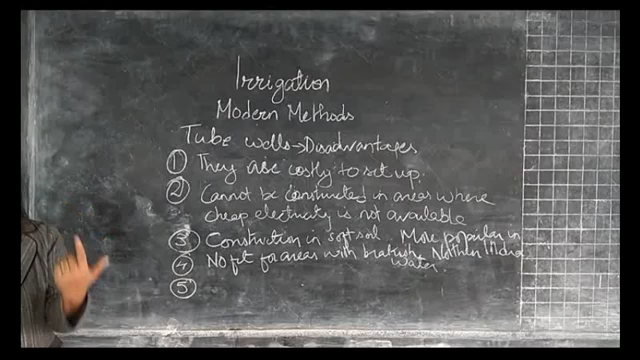 Irrigation
Modern Methods
Tube wells→Disadvantages
① They are costly to set up.
② Cannot be constructed in areas where
cheap electricity is not available
③ Construction in soft soil. More popular in
Northern India
④ No fit for areas with brakish
water.
⑤